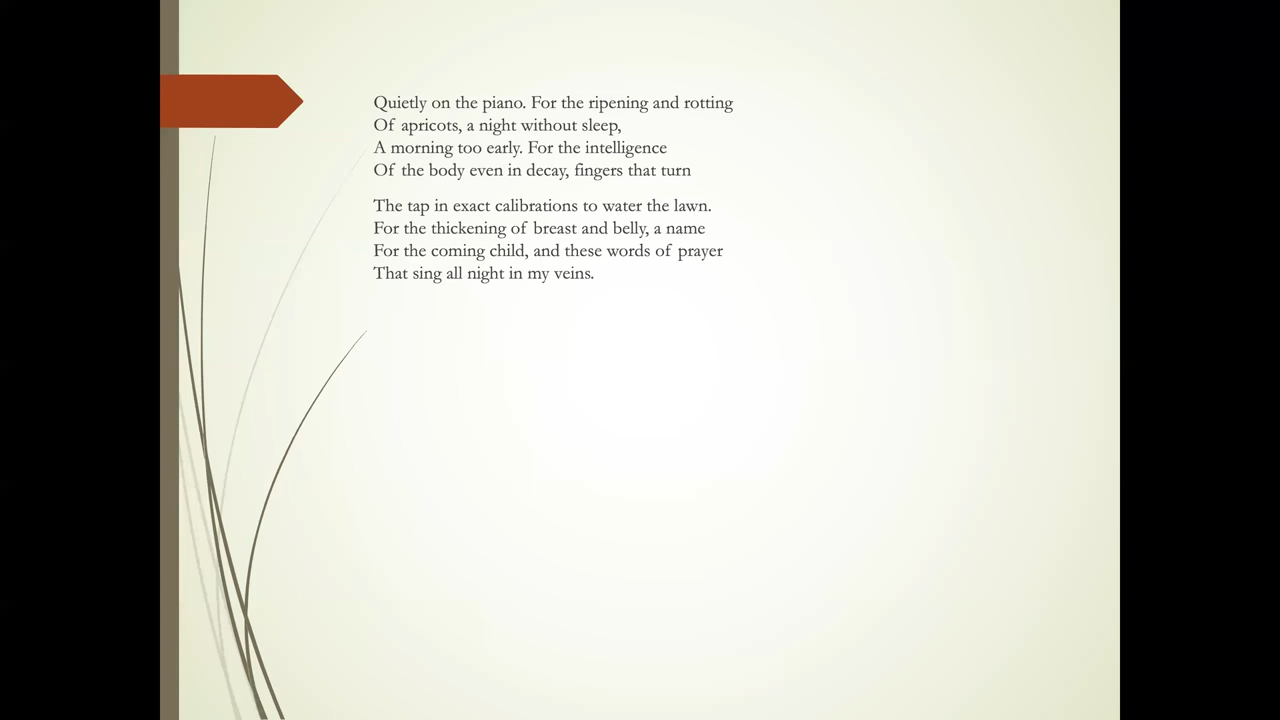 Quietly on the piano. For the ripening and rotting
Of apricots, a night without sleep,
A morning too early. For the intelligence
Of the body even in decay, fingers that turn
The tap in exact calibrations to water the lawn.
For the thickening of breast and belly, a name
For the coming child, and these words of prayer
That sing all night in my veins.